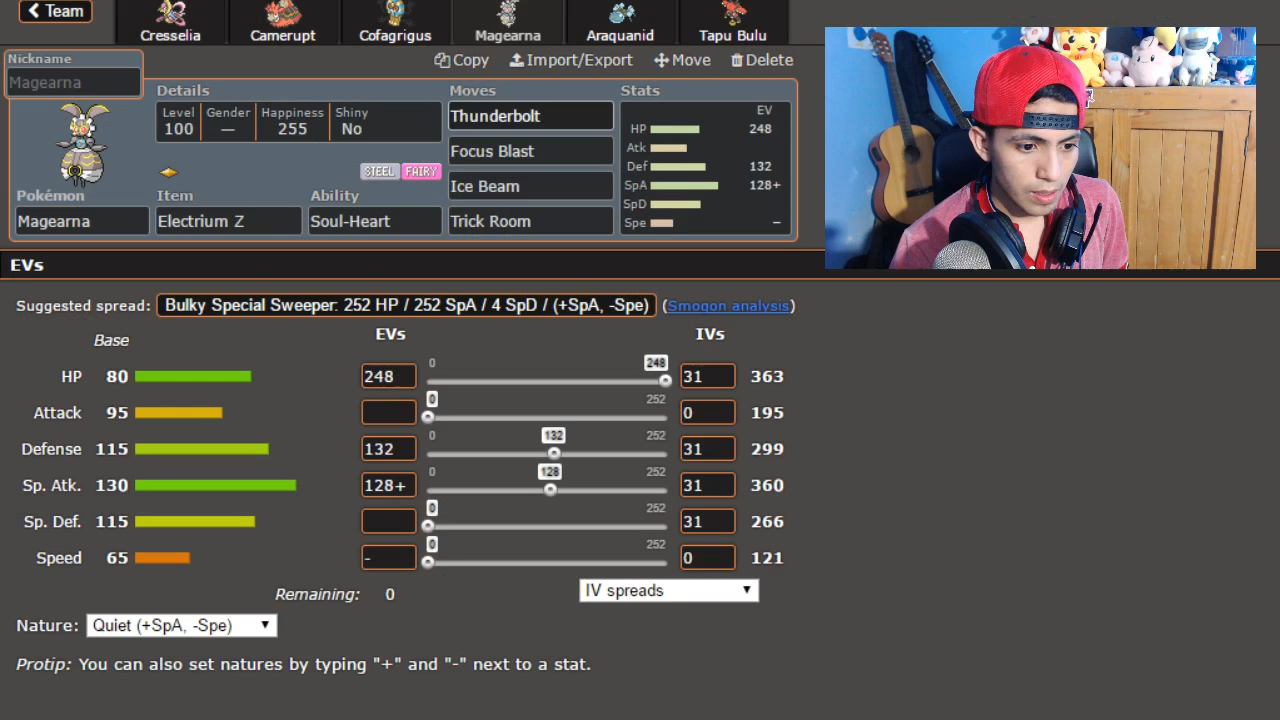 < Team
Cresselia Camerupt Cofagrigus Magearna Araquanid Tapu Bulu
Copy Import/Export Move Delete
Nickname
Magearna
Details
Level Gender Happiness Shiny
100 — 255 No
STEEL FAIRY
Pokémon Item Ability
Magearna Electrium Z Soul-Heart
Moves
Thunderbolt
Focus Blast
Ice Beam
Trick Room
Stats
EV
HP 248
Atk
Def 132
SpA 128+
SpD
Spe −
EVs
Suggested spread: Bulky Special Sweeper: 252 HP / 252 SpA / 4 SpD / (+SpA, -Spe) (Smogon analysis)
Base EVs IVs
HP 80 248 0 248 31 363
Attack 95 0 252 0 195
Defense 115 132 0 132 252 31 299
Sp. Atk. 130 128+ 0 128 252 31 360
Sp. Def. 115 0 252 31 266
Speed 65 - 0 252 0 121
Remaining: 0 IV spreads
Nature: Quiet (+SpA, -Spe)
Protip: You can also set natures by typing "+" and "-" next to a stat.